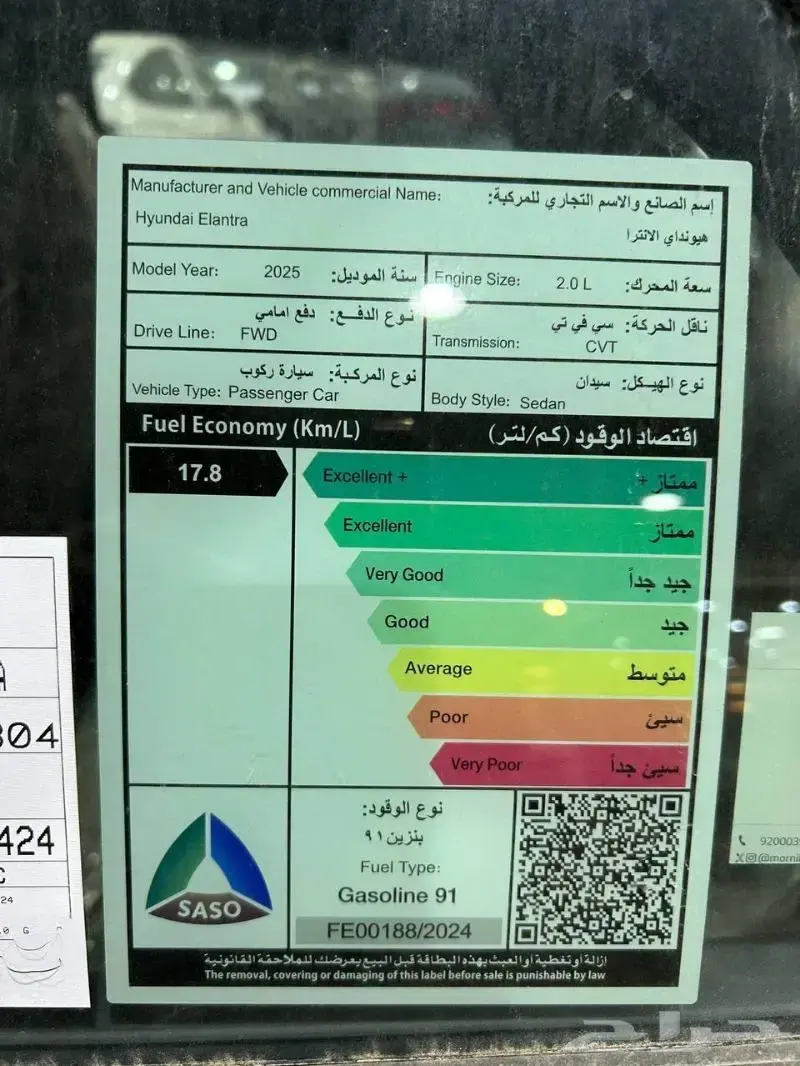 Manufacturer and Vehicle commercial Name:
إسم الصانع والاسم التجاري للمركبة:
Hyundai Elantra
هيونداي الانترا
Model Year: 2025 سنة الموديل:
Engine Size: 2.0 L سعة المحرك:
نوع الدفع: دفع امامي
Drive Line: FWD
ناقل الحركة: سي في تي
Transmission: CVT
نوع المركبة: سيارة ركوب
Vehicle Type: Passenger Car
نوع الهيكل: سيدان
Body Style: Sedan
Fuel Economy (Km/L)
اقتصاد الوقود (كم/لتر)
17.8
Excellent + ممتاز +
Excellent ممتاز
Very Good جيد جداً
Good جيد
Average متوسط
Poor سيئ
Very Poor سيئ جداً
SASO
نوع الوقود:
بنزين ٩١
Fuel Type:
Gasoline 91
FE00188/2024
إزالة أو تغطية أو العبث بهذه البطاقة قبل البيع يعرضك للملاحقة القانونية
The removal, covering or damaging of this label before sale is punishable by law
304
424
C
24
G
920003
@morni
حراج